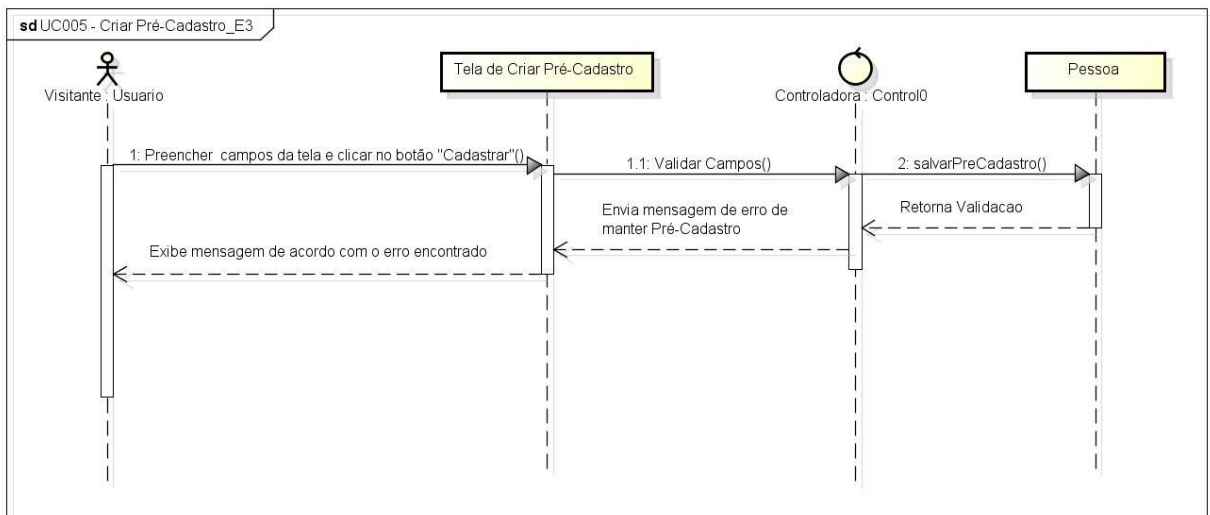 sd UC005 - Criar Pré-Cadastro_E3
Visitante : Usuario
Tela de Criar Pré-Cadastro
Controladora : Control0
Pessoa
1: Preencher campos da tela e clicar no botão "Cadastrar"()
1.1: Validar Campos()
2: salvarPreCadastro()
Retorna Validacao
Envia mensagem de erro de
manter Pré-Cadastro
Exibe mensagem de acordo com o erro encontrado